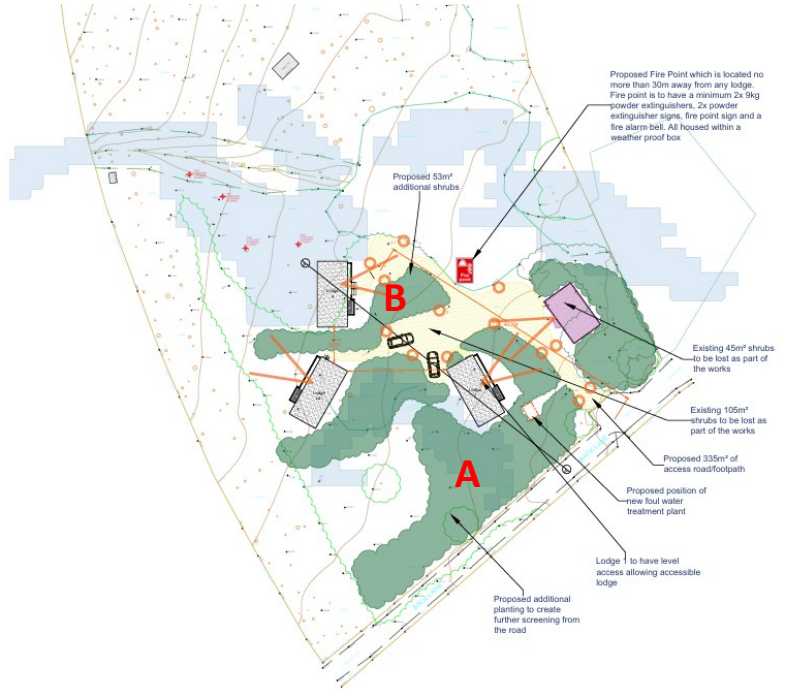 Proposed Fire Point which is located no
more than 30m away from any lodge.
Fire point is to have a minimum 2x 9kg
powder extinguishers, 2x powder
extinguisher signs, fire point sign and a
fire alarm bell. All housed within a
weather proof box
Proposed 53m²
additional shrubs
Fire
point
B
Lodge
Existing 45m² shrubs
to be lost as part of
the works
Lodge
Lodge
Existing 105m²
shrubs to be lost as
part of the works
A
Proposed 335m² of
access road/footpath
Proposed position of
new foul water
treatment plant
Lodge 1 to have level
access allowing accessible
lodge
Proposed additional
planting to create
further screening from
the road